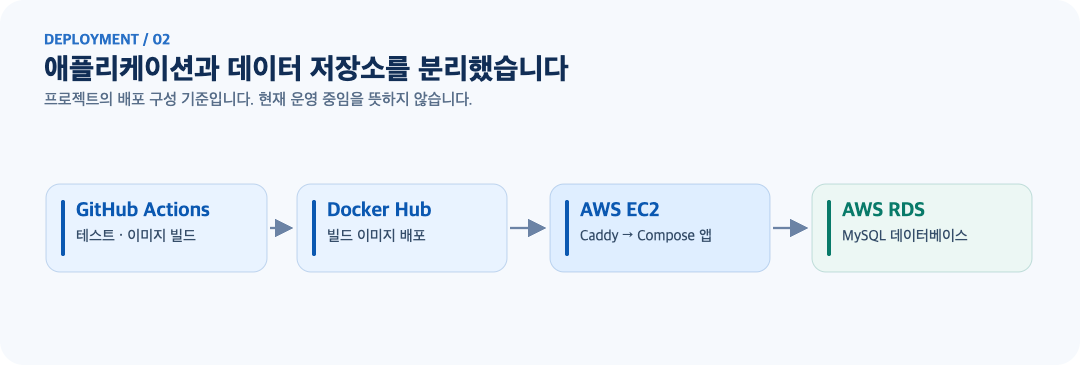 DEPLOYMENT / 02
애플리케이션과 데이터 저장소를 분리했습니다
프로젝트의 배포 구성 기준입니다. 현재 운영 중임을 뜻하지 않습니다.
GitHub Actions
테스트 · 이미지 빌드
Docker Hub
빌드 이미지 배포
AWS EC2
Caddy → Compose 앱
AWS RDS
MySQL 데이터베이스